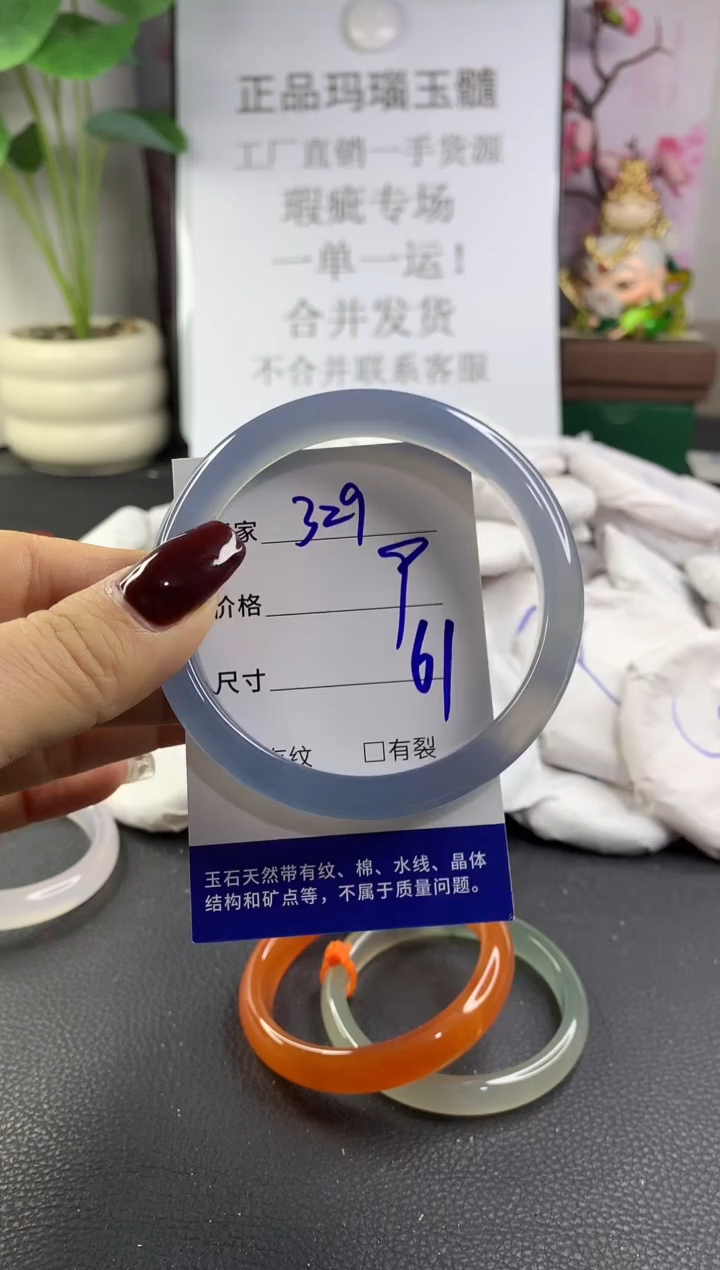 正品玛瑙玉髓
工厂直销一手货源
瑕疵专场
一单一运！
合并发货
不合并联系客服
家 329
价格
尺寸 61
有纹 □有裂
玉石天然带有纹、棉、水线、晶体
结构和矿点等，不属于质量问题。